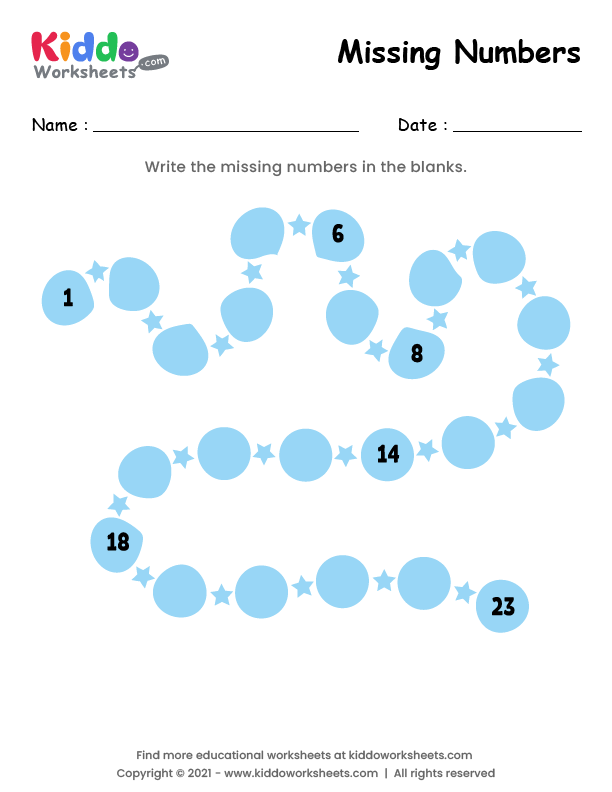 Kiddo
Worksheets.com
Missing Numbers
Name : Date :
Write the missing numbers in the blanks.
1
6
8
14
18
23
Find more educational worksheets at kiddoworksheets.com
Copyright © 2021 - www.kiddoworksheets.com | All rights reserved